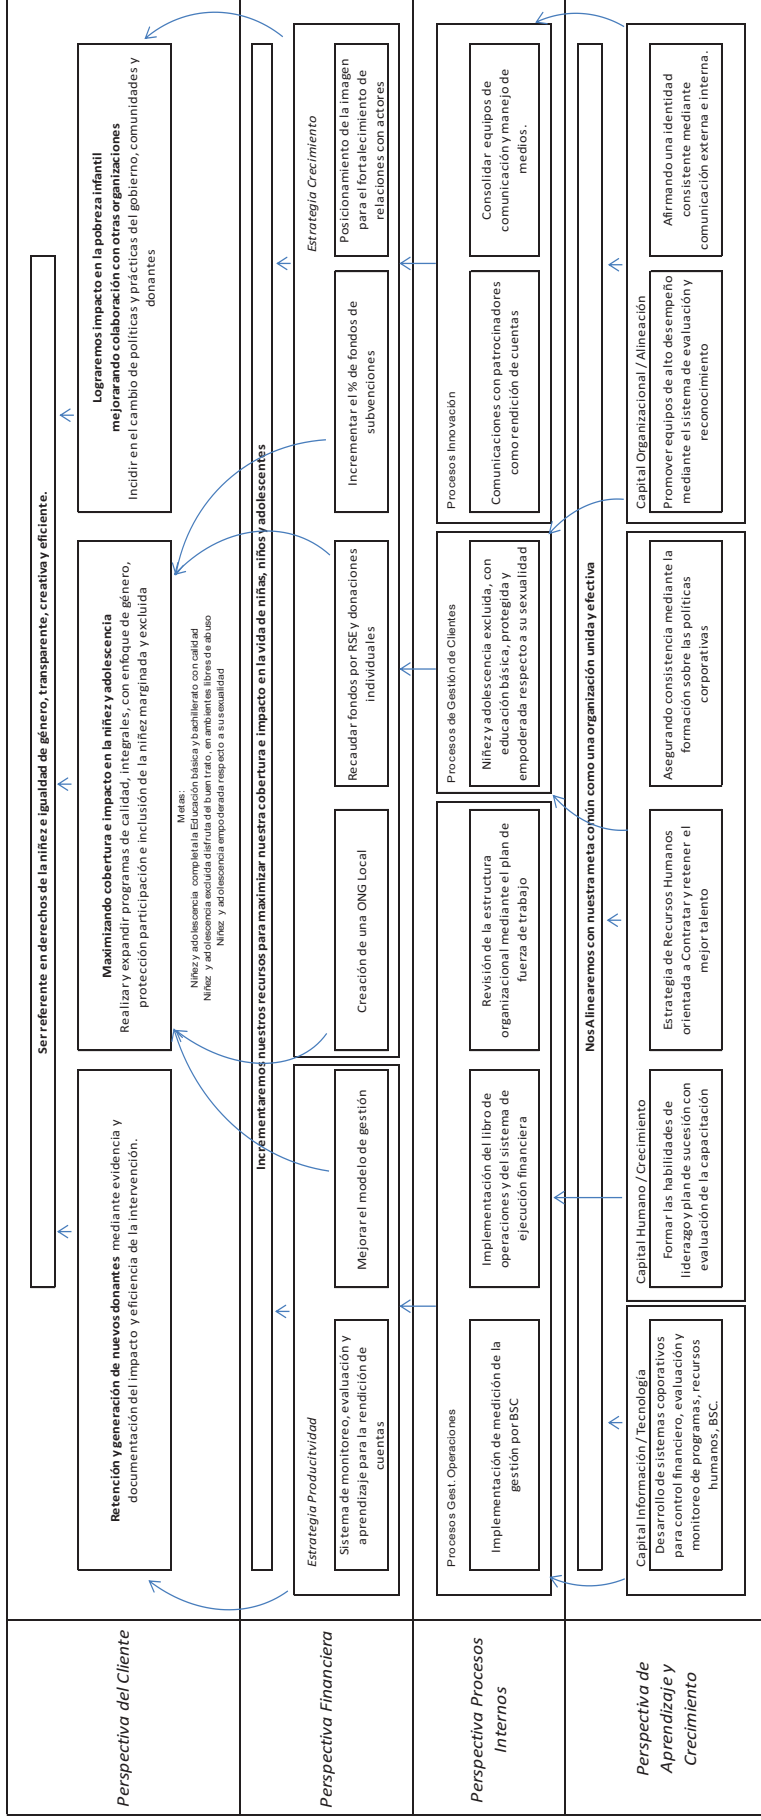 Perspectiva del Cliente
Ser referente en derechos de la niñez e igualdad de género, transparente, creativa y eficiente.
Retención y generación de nuevos donantes mediante evidencia y
documentación del impacto y eficiencia de la intervención.
Maximizando cobertura e impacto en la niñez y adolescencia
Realizar y expandir programas de calidad, integrales, con enfoque de género,
protección participación e inclusión de la niñez marginada y excluida
Metas:
Niñez y adolescencia completa la Educación básica y bachillerato con calidad
Niñez y adolescencia excluida disfruta del buen trato, en ambientes libres de abuso
Niñez y adolescencia empoderada respecto a su sexualidad
Lograremos impacto en la pobreza infantil
mejorarando colaboración con otras organizaciones
Incidir en el cambio de políticas y prácticas del gobierno, comunidades y
donantes
Perspectiva Financiera
Incrementaremos nuestros recursos para maximizar nuestra cobertura e impacto en la vida de niñas, niños y adolescentes
Estrategia Producitvidad
Sistema de monitoreo, evaluación y
aprendizaje para la rendición de
cuentas
Mejorar el modelo de gestión
Estrategia Crecimiento
Creación de una ONG Local
Recaudar fondos por RSE y donaciones
individuales
Incrementar el % de fondos de
subvenciones
Posicionamiento de la imagen
para el fortalecimiento de
relaciones con actores
Perspectiva Procesos
Internos
Procesos Gest. Operaciones
Implementación de medición de la
gestión por BSC
Implementación del libro de
operaciones y del sistema de
ejecución financiera
Revisión de la estructura
organizacional mediante el plan de
fuerza de trabajo
Procesos de Gestión de Clientes
Niñez y adolescencia excluida, con
educación básica, protegida y
empoderada respecto a su sexualidad
Procesos Innovación
Comunicaciones con patrocinadores
como rendición de cuentas
Consolidar equipos de
comunicación y manejo de
medios.
Perspectiva de
Aprendizaje y
Crecimiento
Nos Alinearemos con nuestra meta común como una organización unida y efectiva
Capital Información / Tecnología
Desarrollo de sistemas coporativos
para control financiero, evaluación y
monitoreo de programas, recursos
humanos, BSC.
Capital Humano / Crecimiento
Formar las habilidades de
liderazgo y plan de sucesión con
evaluación de la capacitación
Estrategia de Recursos Humanos
orientada a Contratar y retener el
mejor talento
Asegurando consistencia mediante la
formación sobre las políticas
corporativas
Capital Organizacional / Alineación
Promover equipos de alto desempeño
mediante el sistema de evaluación y
reconocimiento
Afirmando una identidad
consistente mediante
comunicación externa e interna.